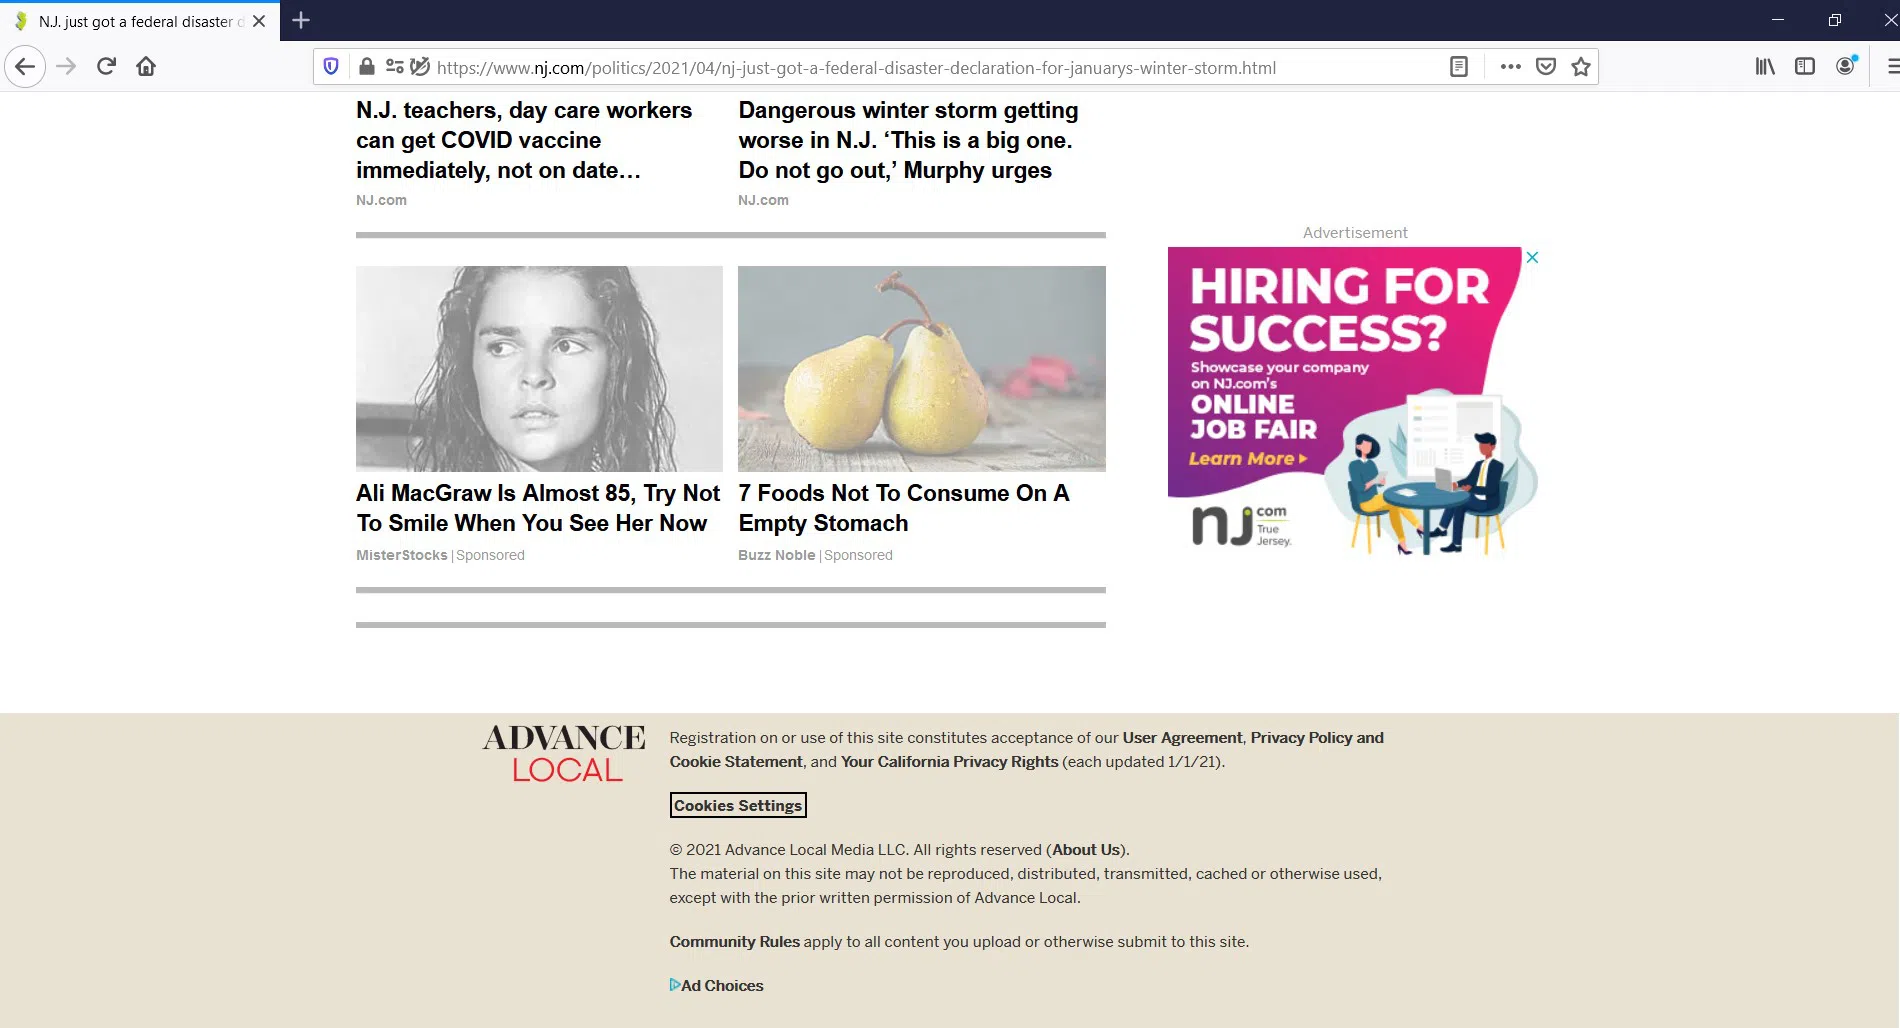 N.J. just got a federal disaster d
https://www.nj.com/politics/2021/04/nj-just-got-a-federal-disaster-declaration-for-januarys-winter-storm.html
N.J. teachers, day care workers
can get COVID vaccine
immediately, not on date…
NJ.com
Dangerous winter storm getting
worse in N.J. ‘This is a big one.
Do not go out,’ Murphy urges
NJ.com
Ali MacGraw Is Almost 85, Try Not
To Smile When You See Her Now
MisterStocks | Sponsored
7 Foods Not To Consume On A
Empty Stomach
Buzz Noble | Sponsored
Advertisement
HIRING FOR
SUCCESS?
Showcase your company
on NJ.com's
ONLINE
JOB FAIR
Learn More
nj com
True
Jersey.
ADVANCE
LOCAL
Registration on or use of this site constitutes acceptance of our User Agreement, Privacy Policy and
Cookie Statement, and Your California Privacy Rights (each updated 1/1/21).
Cookies Settings
© 2021 Advance Local Media LLC. All rights reserved (About Us).
The material on this site may not be reproduced, distributed, transmitted, cached or otherwise used,
except with the prior written permission of Advance Local.
Community Rules apply to all content you upload or otherwise submit to this site.
Ad Choices